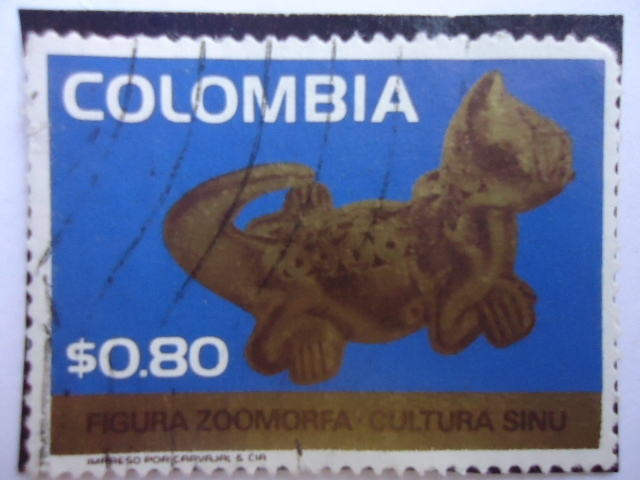 COLOMBIA
$0.80
FIGURA ZOOMORFA · CULTURA SINU
IMPRESO POR CARVAJAL & CIA